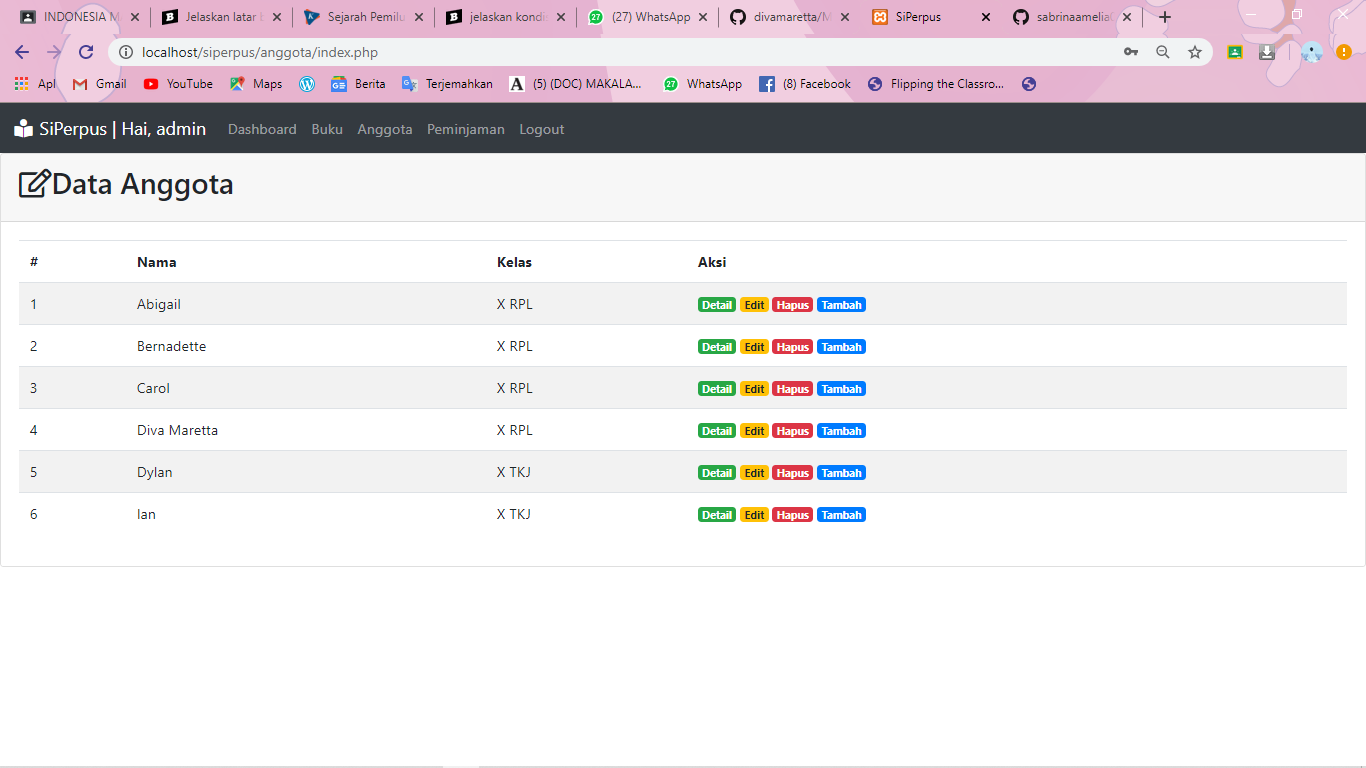 INDONESIA M
Jelaskan latar b
Sejarah Pemilu
jelaskan kondi
(27) WhatsApp
divamaretta/M
SiPerpus
sabrinaamelia
localhost/siperpus/anggota/index.php
Apl
Gmail
YouTube
Maps
Berita
Terjemahkan
(5) (DOC) MAKALA...
WhatsApp
(8) Facebook
Flipping the Classro...
SiPerpus | Hai, admin Dashboard Buku Anggota Peminjaman Logout
Data Anggota
# Nama Kelas Aksi
1 Abigail X RPL Detail Edit Hapus Tambah
2 Bernadette X RPL Detail Edit Hapus Tambah
3 Carol X RPL Detail Edit Hapus Tambah
4 Diva Maretta X RPL Detail Edit Hapus Tambah
5 Dylan X TKJ Detail Edit Hapus Tambah
6 Ian X TKJ Detail Edit Hapus Tambah